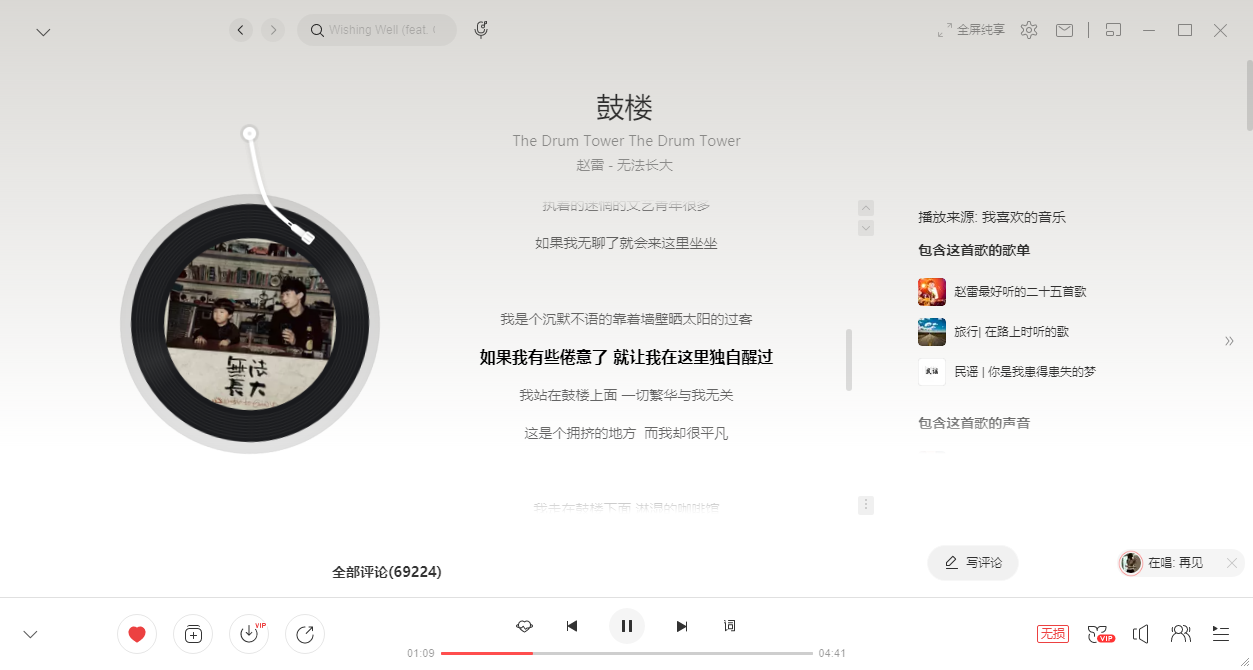 Wishing Well (feat.
全屏纯享
鼓楼
The Drum Tower The Drum Tower
赵雷 - 无法长大
执着的迷惘的文艺青年很多
如果我无聊了就会来这里坐坐
我是个沉默不语的靠着墙壁晒太阳的过客
如果我有些倦意了 就让我在这里独自醒过
我站在鼓楼上面 一切繁华与我无关
这是个拥挤的地方 而我却很平凡
我走在鼓楼下面
無法
長大
播放来源: 我喜欢的音乐
包含这首歌的歌单
赵雷最好听的二十五首歌
旅行| 在路上时听的歌
民谣
民谣 | 你是我患得患失的梦
包含这首歌的声音
全部评论(69224)
写评论
在唱: 再见
VIP
词
01:09
04:41
无损
VIP